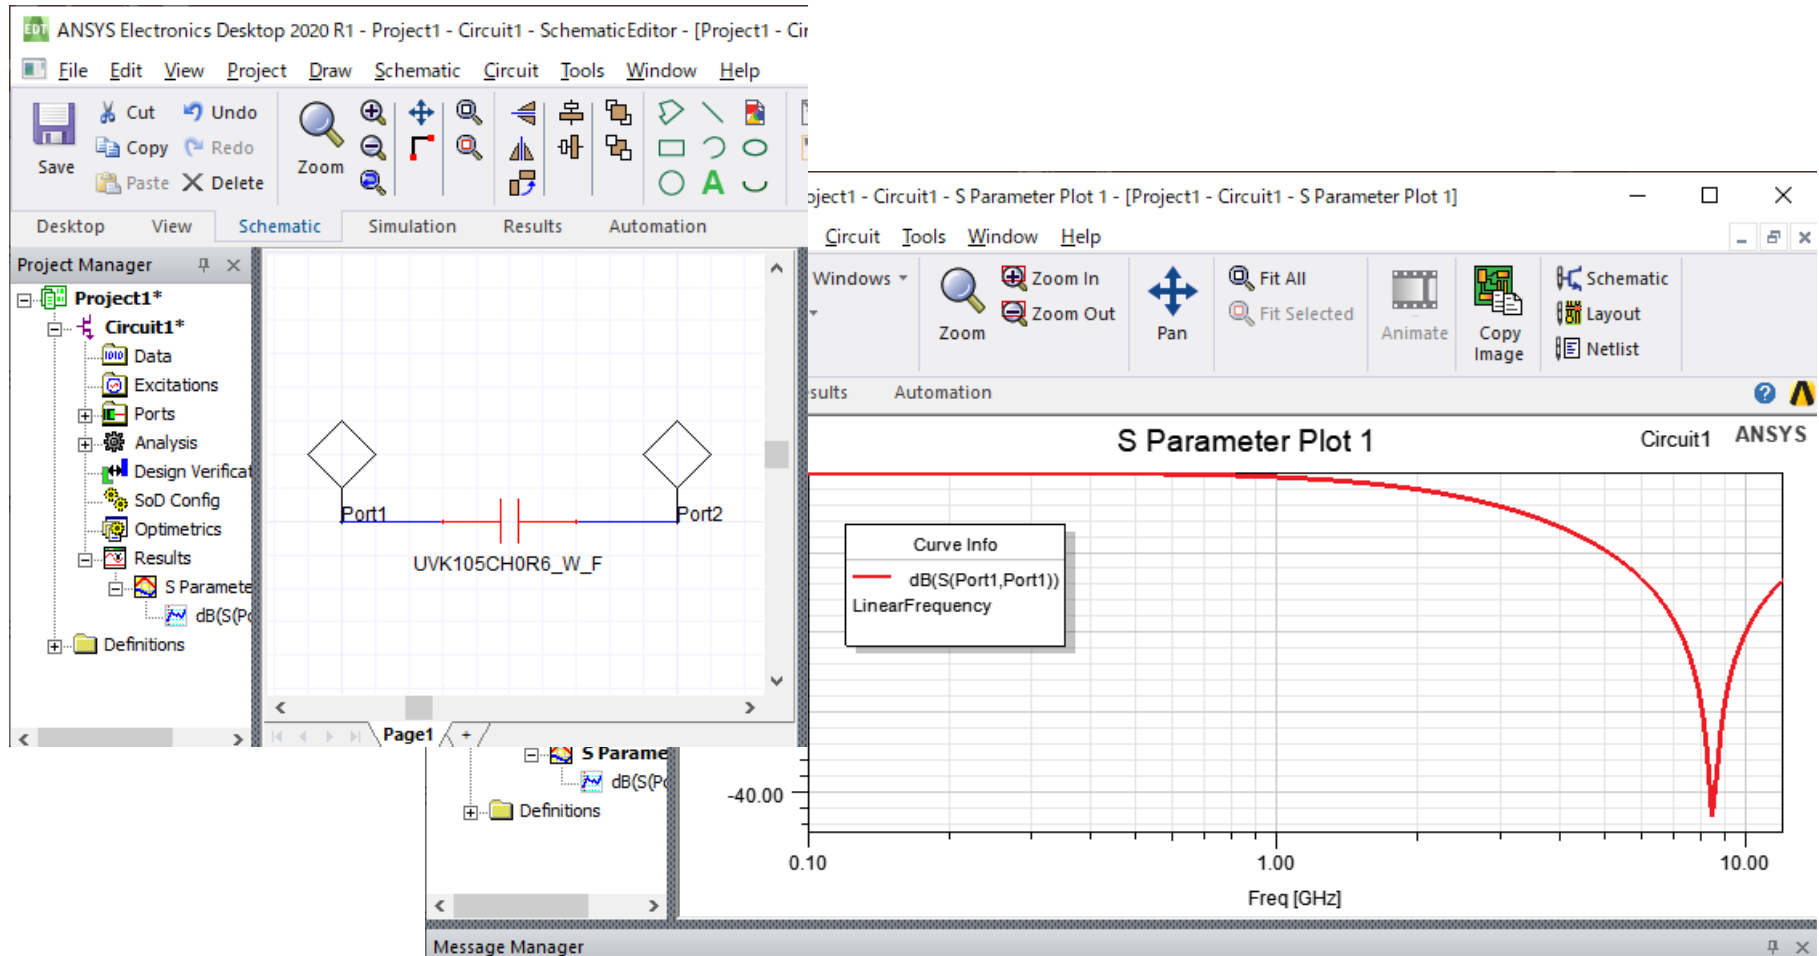 EDT ANSYS Electronics Desktop 2020 R1 - Project1 - Circuit1 - SchematicEditor - [Project1 - Cir
File Edit View Project Draw Schematic Circuit Tools Window Help
Save
Cut
Copy
Paste
Undo
Redo
Delete
Zoom
Desktop View Schematic Simulation Results Automation
Project Manager
Project1*
Circuit1*
Data
Excitations
Ports
Analysis
Design Verificat
SoD Config
Optimetrics
Results
S Paramete
dB(S(Po
Definitions
Port1
Port2
UVK105CH0R6_W_F
Page1 +
oject1 - Circuit1 - S Parameter Plot 1 - [Project1 - Circuit1 - S Parameter Plot 1]
Circuit Tools Window Help
Windows
Zoom
Zoom In
Zoom Out
Pan
Fit All
Fit Selected
Animate
Copy
Image
Schematic
Layout
Netlist
sults Automation
S Parameter Plot 1
Circuit1
ANSYS
Curve Info
dB(S(Port1,Port1))
LinearFrequency
-40.00
0.10 1.00 10.00
Freq [GHz]
S Parame
dB(S(Po
Definitions
Message Manager